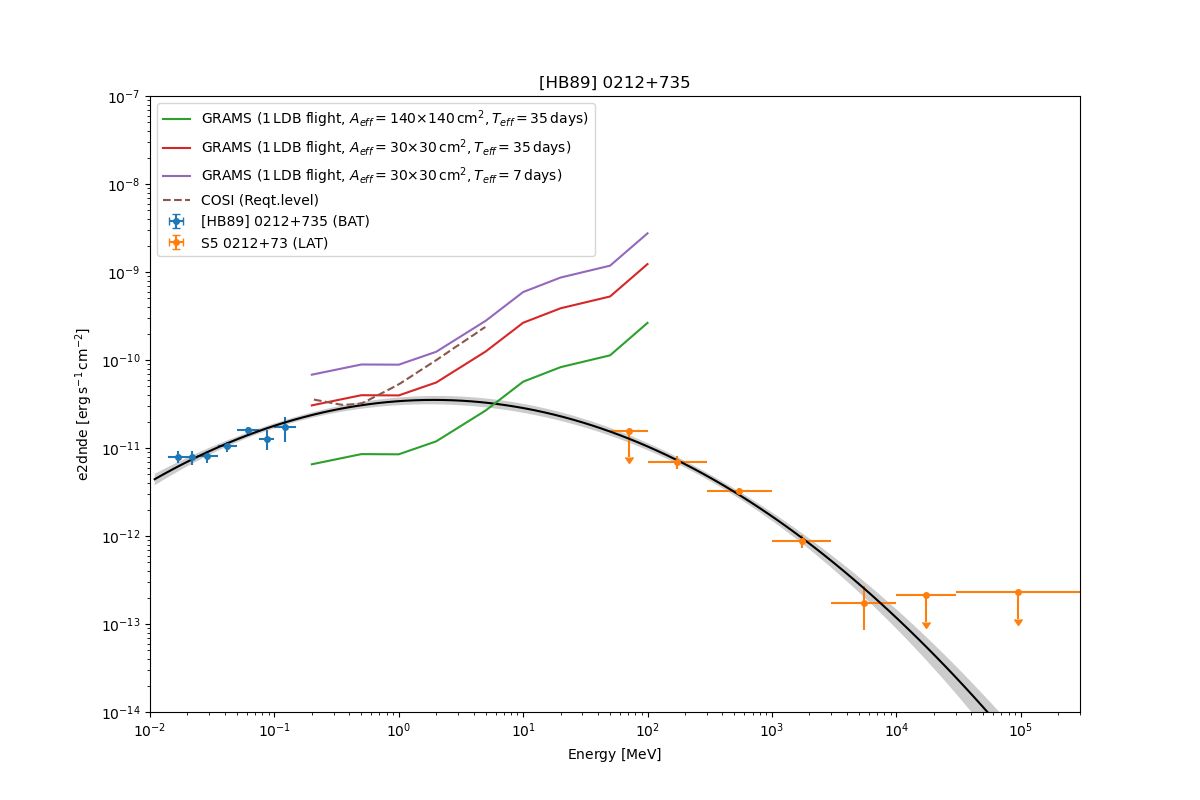 [HB89] 0212+735
GRAMS (1 LDB flight, A_eff = 140×140 cm², T_eff = 35 days)
GRAMS (1 LDB flight, A_eff = 30×30 cm², T_eff = 35 days)
GRAMS (1 LDB flight, A_eff = 30×30 cm², T_eff = 7 days)
COSI (Reqt.level)
[HB89] 0212+735 (BAT)
S5 0212+73 (LAT)
e2dnde [erg s⁻¹ cm⁻²]
10⁻⁷
10⁻⁸
10⁻⁹
10⁻¹⁰
10⁻¹¹
10⁻¹²
10⁻¹³
10⁻¹⁴
10⁻² 10⁻¹ 10⁰ 10¹ 10² 10³ 10⁴ 10⁵
Energy [MeV]